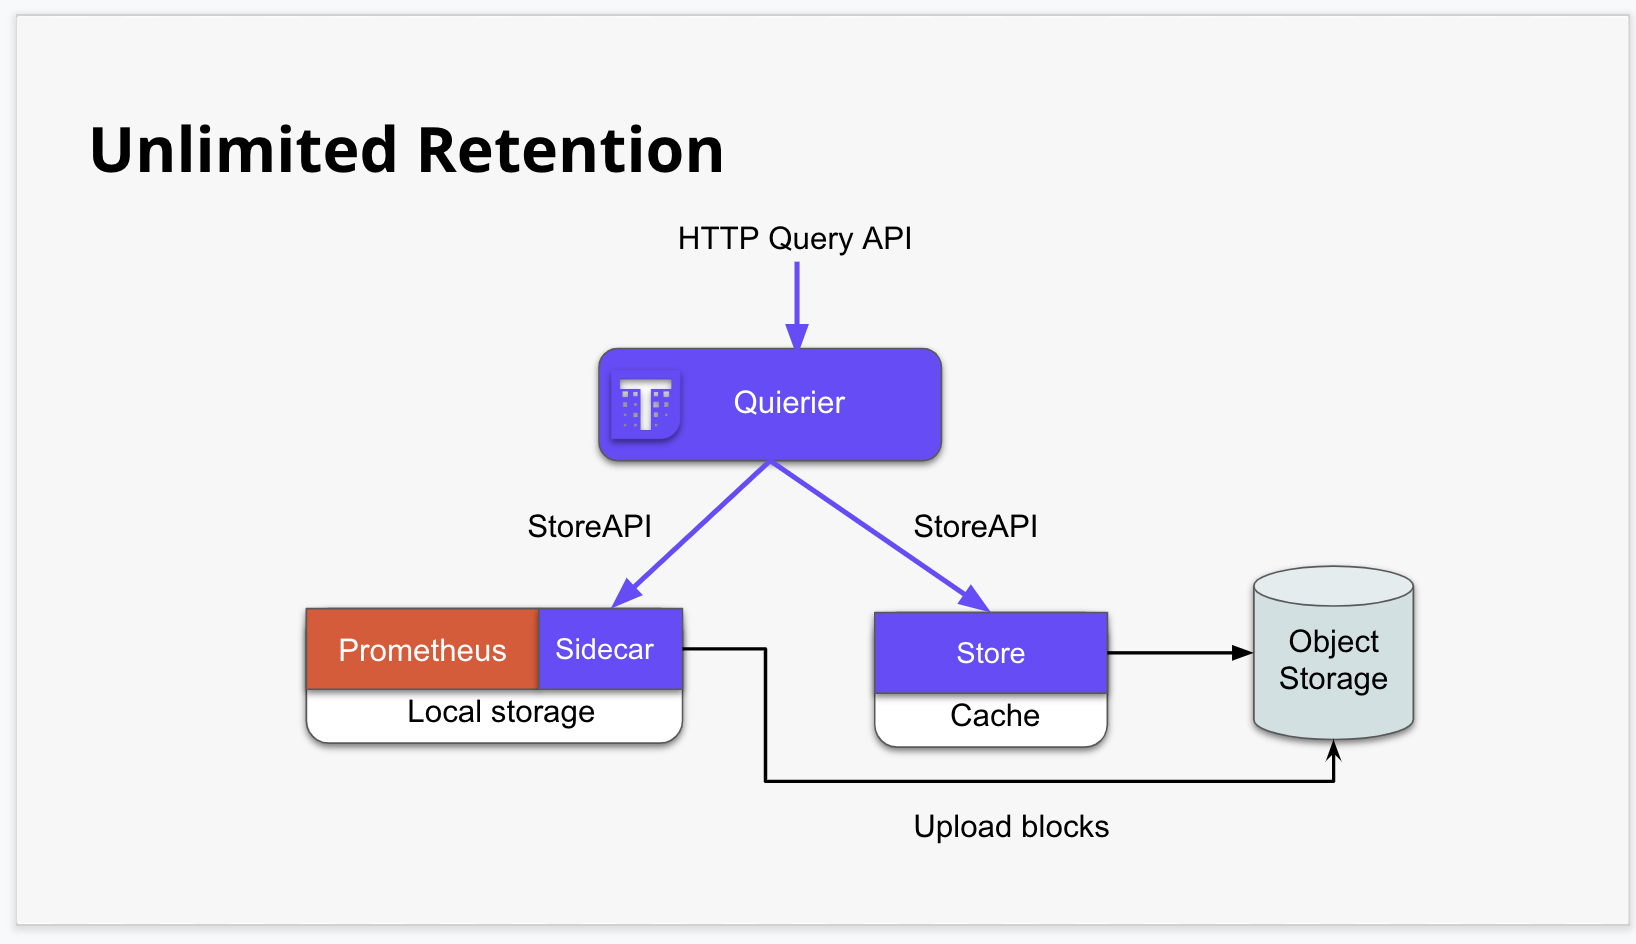 Unlimited Retention
HTTP Query API
Quierier
StoreAPI
StoreAPI
Prometheus
Sidecar
Local storage
Store
Cache
Object
Storage
Upload blocks